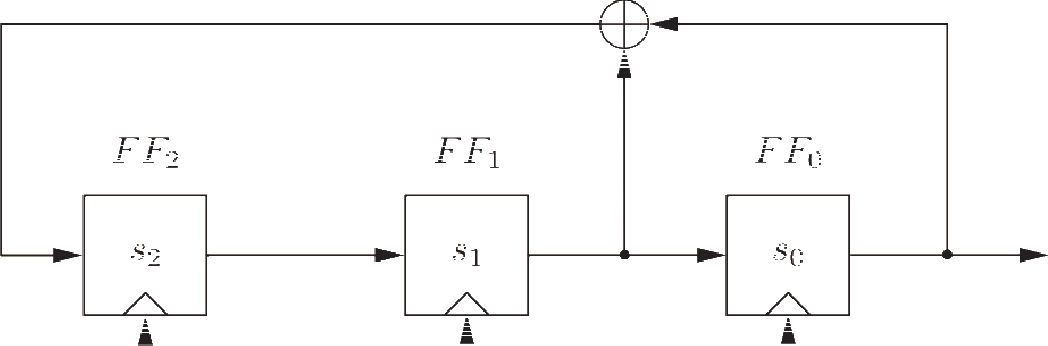 FF₂ FF₁ FF₀
s₂ s₁ s₀